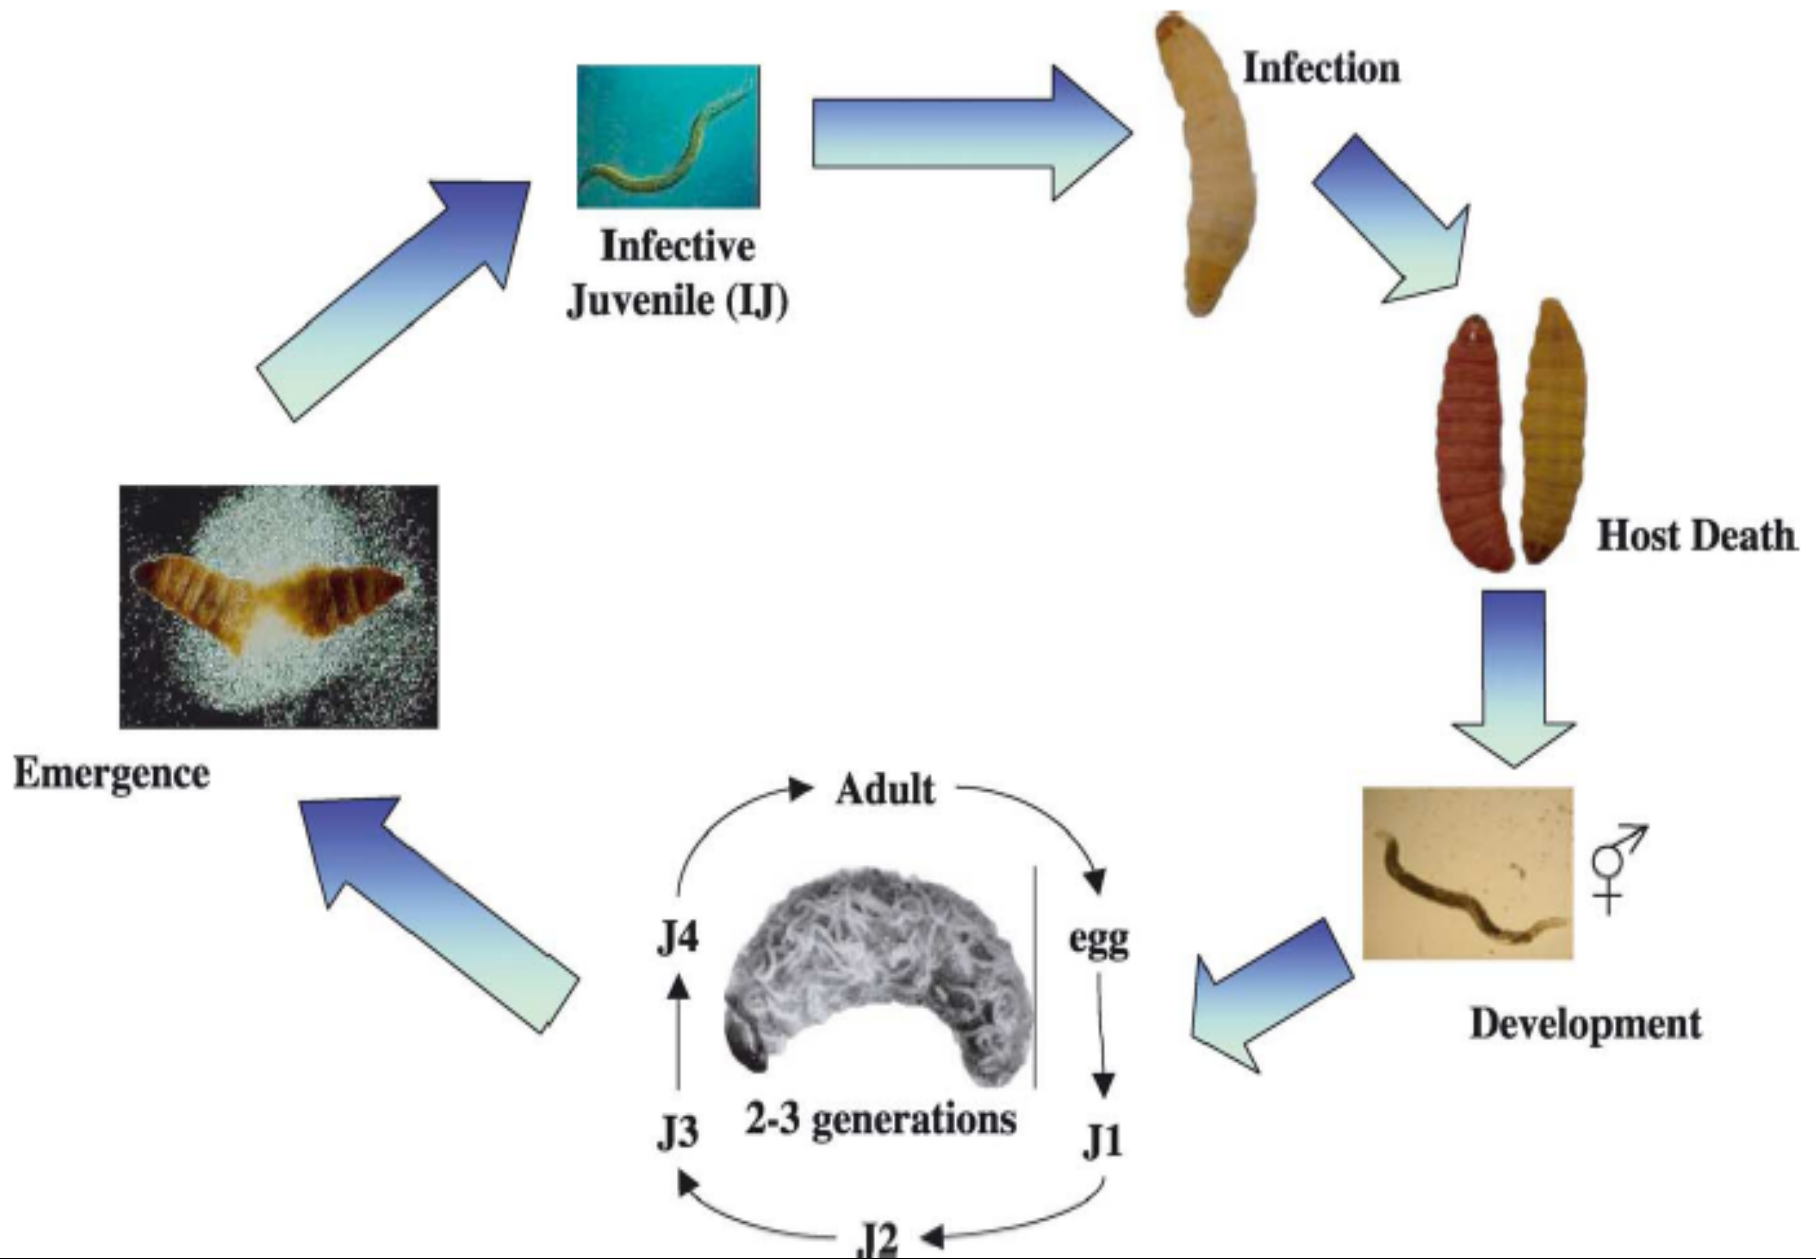 Infection
Infective
Juvenile (IJ)
Host Death
Emergence
Adult
J4
egg
Development
2-3 generations
J3
J1
J2